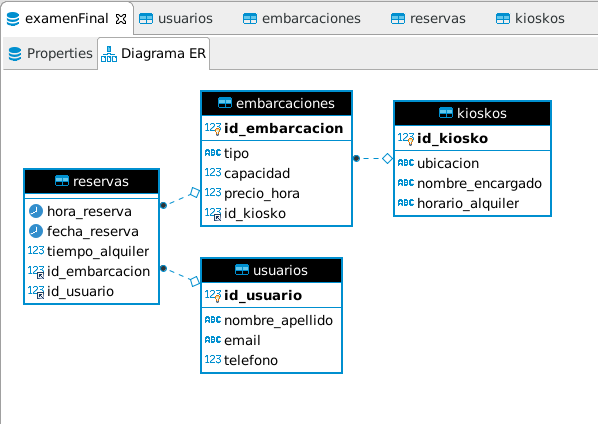 examenFinal
usuarios
embarcaciones
reservas
kioskos
Properties
Diagrama ER
embarcaciones
123 id_embarcacion
ABC tipo
123 capacidad
123 precio_hora
123 id_kiosko
kioskos
123 id_kiosko
ABC ubicacion
ABC nombre_encargado
ABC horario_alquiler
reservas
hora_reserva
fecha_reserva
123 tiempo_alquiler
123 id_embarcacion
123 id_usuario
usuarios
123 id_usuario
ABC nombre_apellido
ABC email
123 telefono